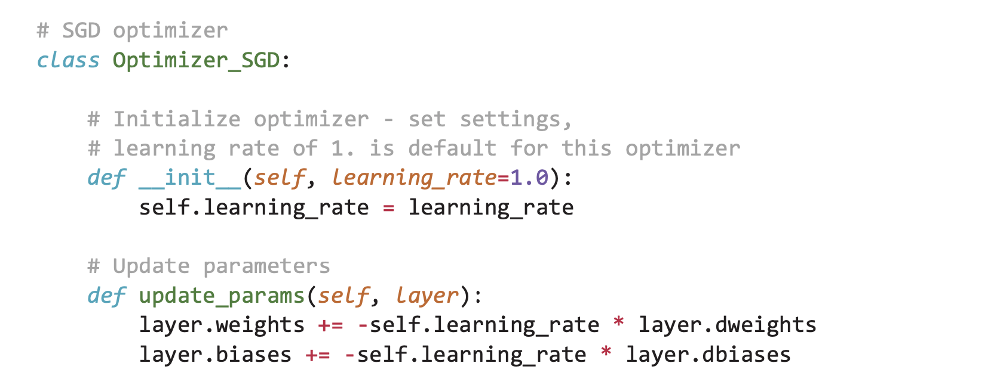 # SGD optimizer
class Optimizer_SGD:
    # Initialize optimizer - set settings,
    # learning rate of 1. is default for this optimizer
    def __init__(self, learning_rate=1.0):
        self.learning_rate = learning_rate
    # Update parameters
    def update_params(self, layer):
        layer.weights += -self.learning_rate * layer.dweights
        layer.biases += -self.learning_rate * layer.dbiases